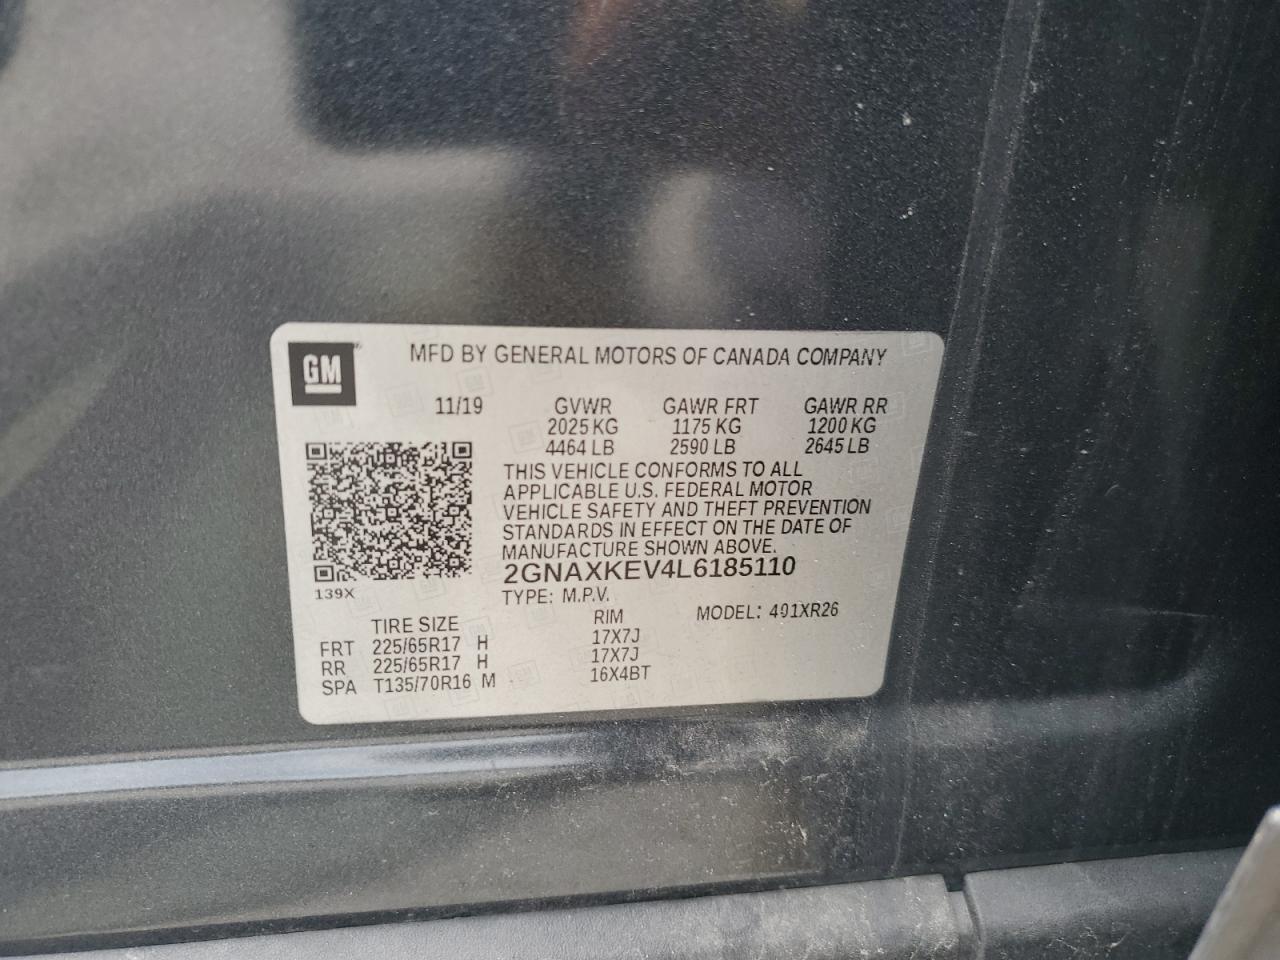 GM
MFD BY GENERAL MOTORS OF CANADA COMPANY
11/19 GVWR GAWR FRT GAWR RR
2025 KG 1175 KG 1200 KG
4464 LB 2590 LB 2645 LB
THIS VEHICLE CONFORMS TO ALL
APPLICABLE U.S. FEDERAL MOTOR
VEHICLE SAFETY AND THEFT PREVENTION
STANDARDS IN EFFECT ON THE DATE OF
MANUFACTURE SHOWN ABOVE.
2GNAXKEV4L6185110
139X
TYPE: M.P.V.
TIRE SIZE RIM MODEL: 491XR26
FRT 225/65R17 H 17X7J
RR 225/65R17 H 17X7J
SPA T135/70R16 M 16X4BT